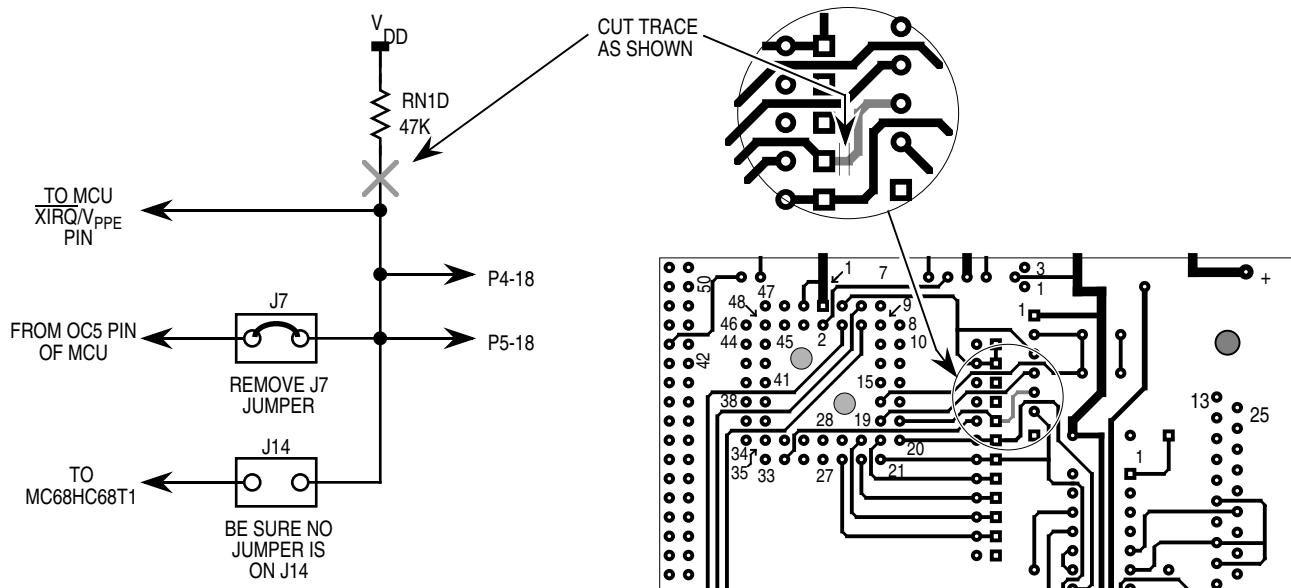 V
DD
RN1D
47K
CUT TRACE
AS SHOWN
TO MCU
XIRQ/VPPE
PIN
P4-18
J7
FROM OC5 PIN
OF MCU
P5-18
REMOVE J7
JUMPER
J14
TO
MC68HC68T1
BE SURE NO
JUMPER IS
ON J14
50
47
1
7
3
+
48
9
1
1
46
2
8
44
45
10
42
41
15
38
13
28
19
25
34
20
1
35
33
27
21